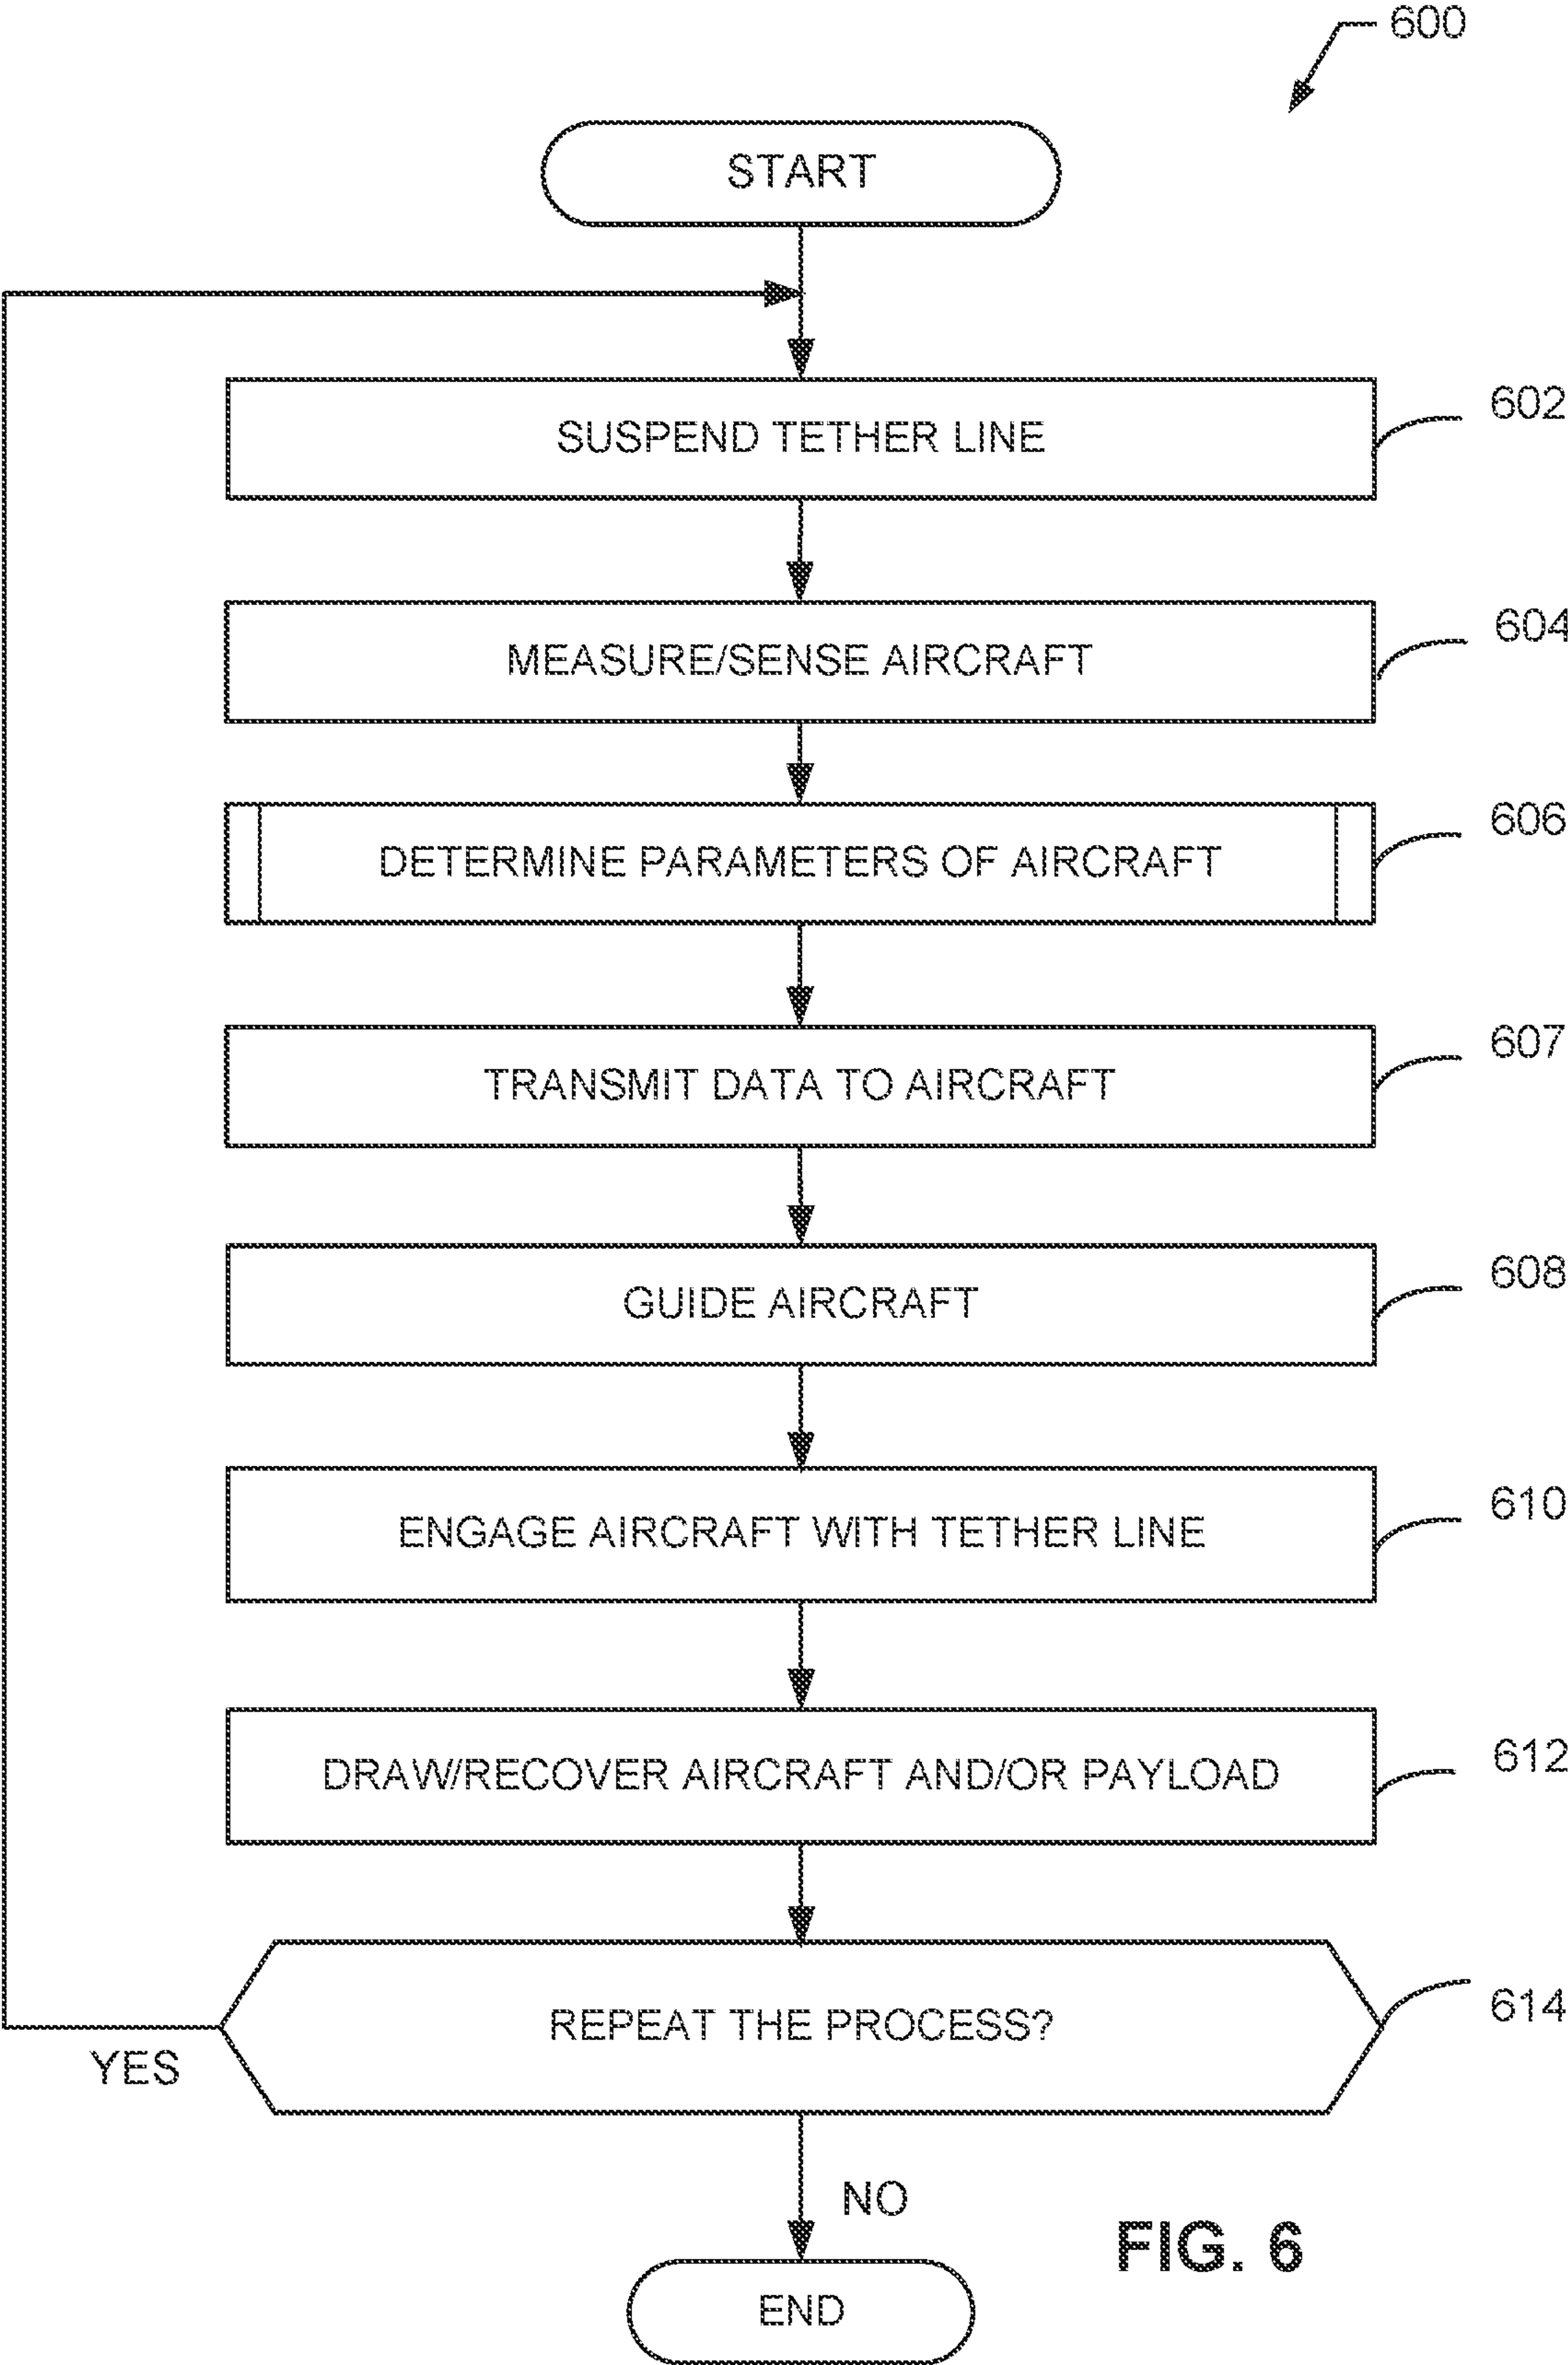 600
START
SUSPEND TETHER LINE
602
MEASURE/SENSE AIRCRAFT
604
DETERMINE PARAMETERS OF AIRCRAFT
606
TRANSMIT DATA TO AIRCRAFT
607
GUIDE AIRCRAFT
608
ENGAGE AIRCRAFT WITH TETHER LINE
610
DRAW/RECOVER AIRCRAFT AND/OR PAYLOAD
612
REPEAT THE PROCESS?
614
YES
NO
FIG. 6
END